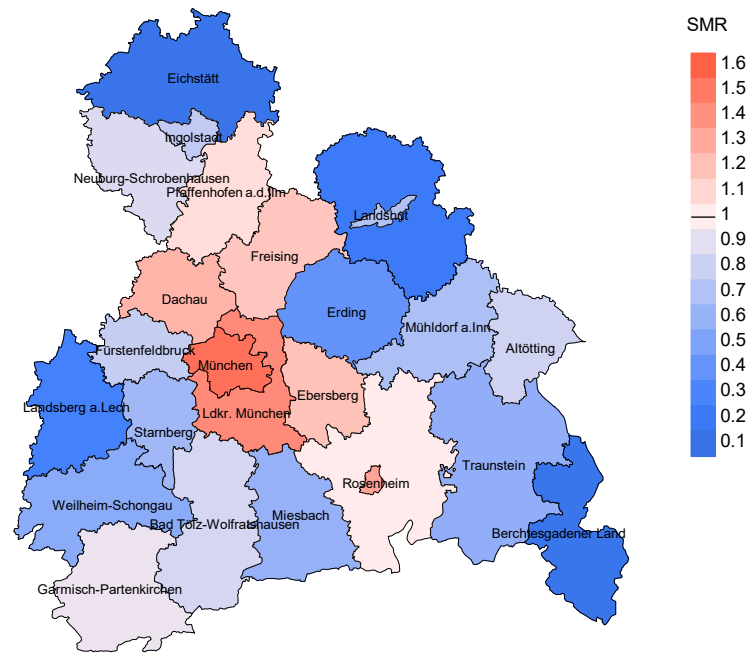 SMR
1.6
1.5
1.4
1.3
1.2
1.1
1
0.9
0.8
0.7
0.6
0.5
0.4
0.3
0.2
0.1
Eichstätt
Ingolstadt
Neuburg-Schrobenhausen
Pfaffenhofen a.d.Ilm
Landshut
Freising
Dachau
Erding
Mühldorf a.Inn
Altötting
Fürstenfeldbruck
München
Ebersberg
Landsberg a.Lech
Ldkr. München
Starnberg
Traunstein
Rosenheim
Weilheim-Schongau
Miesbach
Bad Tölz-Wolfratshausen
Berchtesgadener Land
Garmisch-Partenkirchen